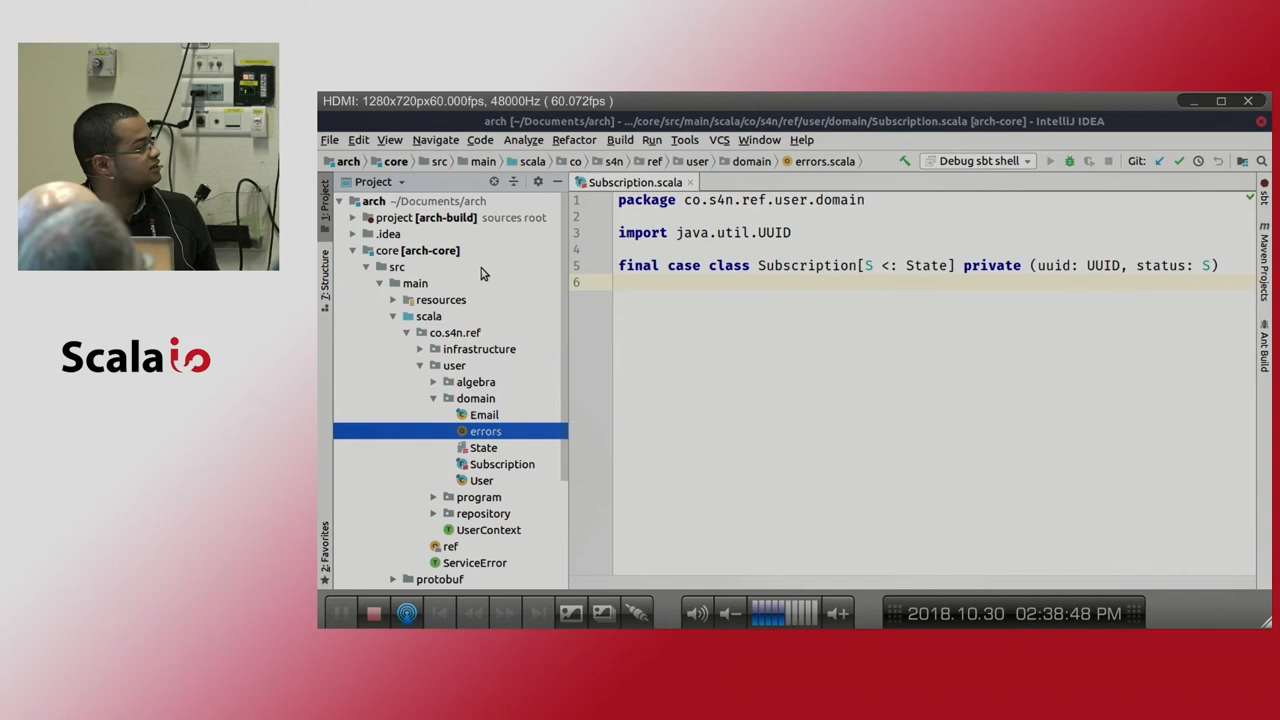 HDMI: 1280x720px60.000fps, 48000Hz ( 60.072fps )
arch [~/Documents/arch] - .../core/src/main/scala/co/s4n/ref/user/domain/Subscription.scala [arch-core] - IntelliJ IDEA
File Edit View Navigate Code Analyze Refactor Build Run Tools VCS Window Help
arch core src main scala co s4n ref user domain errors.scala Debug sbt shell Git:
Project
Subscription.scala
1: Project
7: Structure
2: Favorites
arch ~/Documents/arch
project [arch-build] sources root
.idea
core [arch-core]
src
main
resources
scala
co.s4n.ref
infrastructure
user
algebra
domain
Email
errors
State
Subscription
User
program
repository
UserContext
ref
ServiceError
protobuf
1 package co.s4n.ref.user.domain
2
3 import java.util.UUID
4
5 final case class Subscription[S <: State] private (uuid: UUID, status: S)
6
sbt
Maven Projects
Ant Build
Scala io
2018.10.30 02:38:48 PM